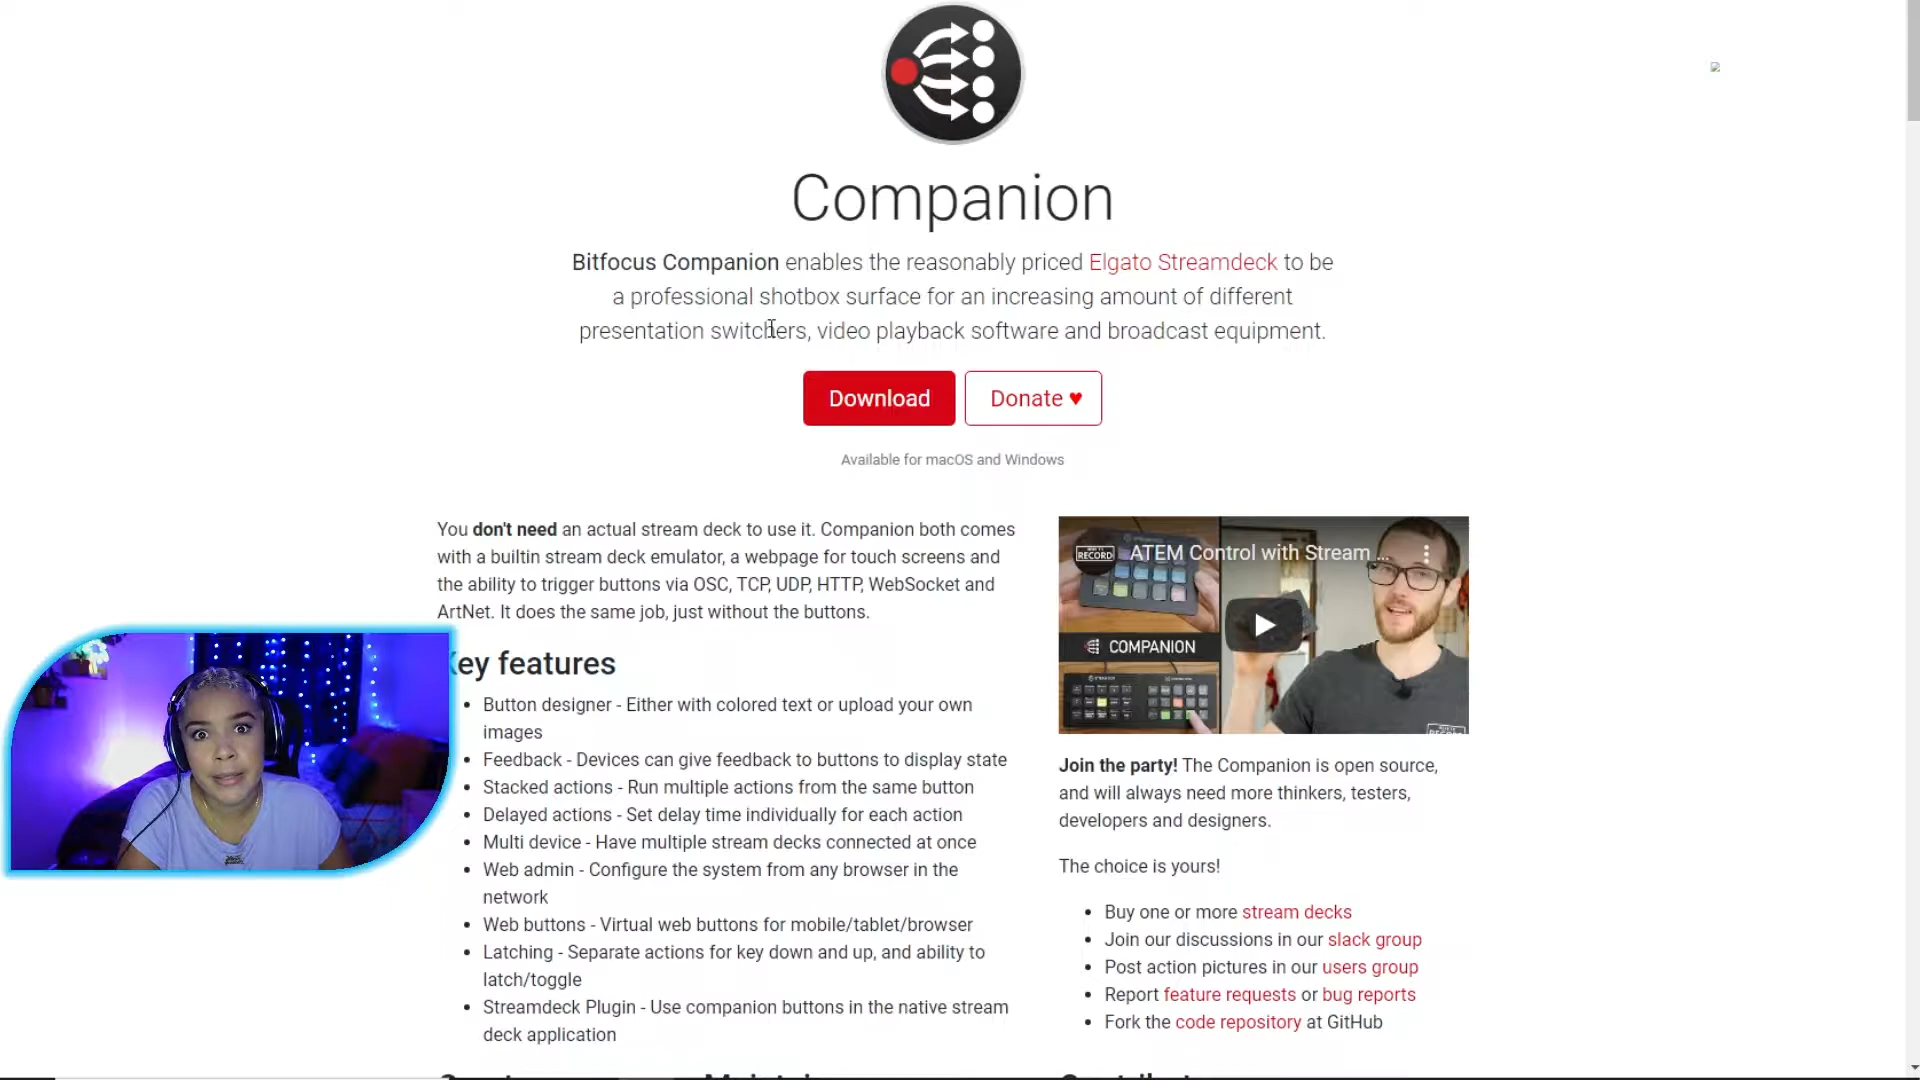 Companion
Bitfocus Companion enables the reasonably priced Elgato Streamdeck to be
a professional shotbox surface for an increasing amount of different
presentation switchers, video playback software and broadcast equipment.
Download
Donate ♥
Available for macOS and Windows
You don't need an actual stream deck to use it. Companion both comes
with a builtin stream deck emulator, a webpage for touch screens and
the ability to trigger buttons via OSC, TCP, UDP, HTTP, WebSocket and
ArtNet. It does the same job, just without the buttons.
Key features
Button designer - Either with colored text or upload your own
images
Feedback - Devices can give feedback to buttons to display state
Stacked actions - Run multiple actions from the same button
Delayed actions - Set delay time individually for each action
Multi device - Have multiple stream decks connected at once
Web admin - Configure the system from any browser in the
network
Web buttons - Virtual web buttons for mobile/tablet/browser
Latching - Separate actions for key down and up, and ability to
latch/toggle
Streamdeck Plugin - Use companion buttons in the native stream
deck application
RECORD
ATEM Control with Stream ...
COMPANION
Join the party! The Companion is open source,
and will always need more thinkers, testers,
developers and designers.
The choice is yours!
Buy one or more stream decks
Join our discussions in our slack group
Post action pictures in our users group
Report feature requests or bug reports
Fork the code repository at GitHub